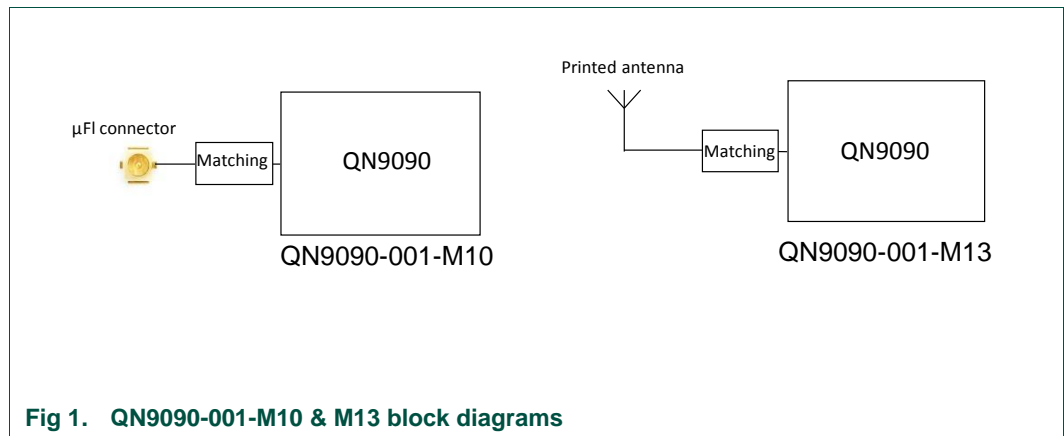 µFl connector
Matching
QN9090
QN9090-001-M10
Printed antenna
Matching
QN9090
QN9090-001-M13
Fig 1. QN9090-001-M10 & M13 block diagrams